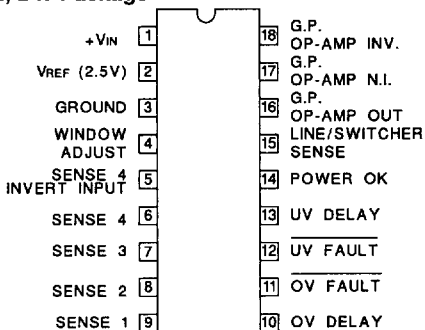 +VIN 1
VREF (2.5V) 2
GROUND 3
WINDOW
ADJUST 4
SENSE 4
INVERT INPUT 5
SENSE 4 6
SENSE 3 7
SENSE 2 8
SENSE 1 9
18 G.P.
OP-AMP INV.
17 G.P.
OP-AMP N.I.
16 G.P.
OP-AMP OUT
15 LINE/SWITCHER
SENSE
14 POWER OK
13 UV DELAY
12 UV FAULT
11 OV FAULT
10 OV DELAY